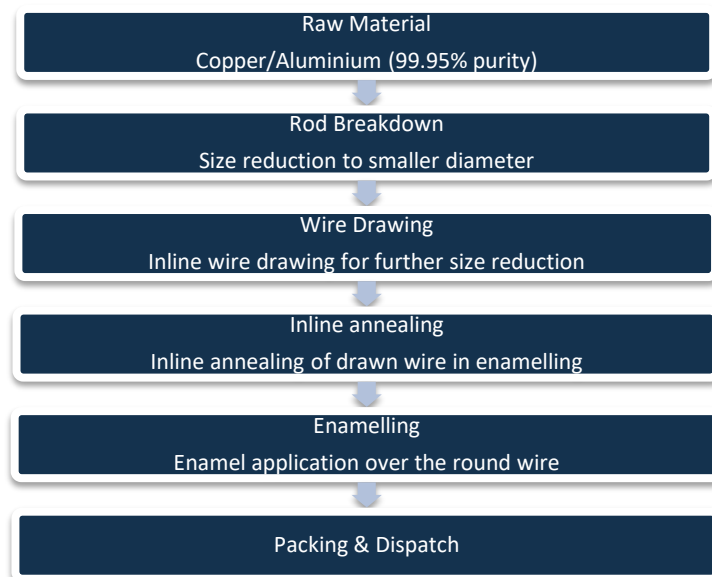 Raw Material
Copper/Aluminium (99.95% purity)
Rod Breakdown
Size reduction to smaller diameter
Wire Drawing
Inline wire drawing for further size reduction
Inline annealing
Inline annealing of drawn wire in enamelling
Enamelling
Enamel application over the round wire
Packing & Dispatch